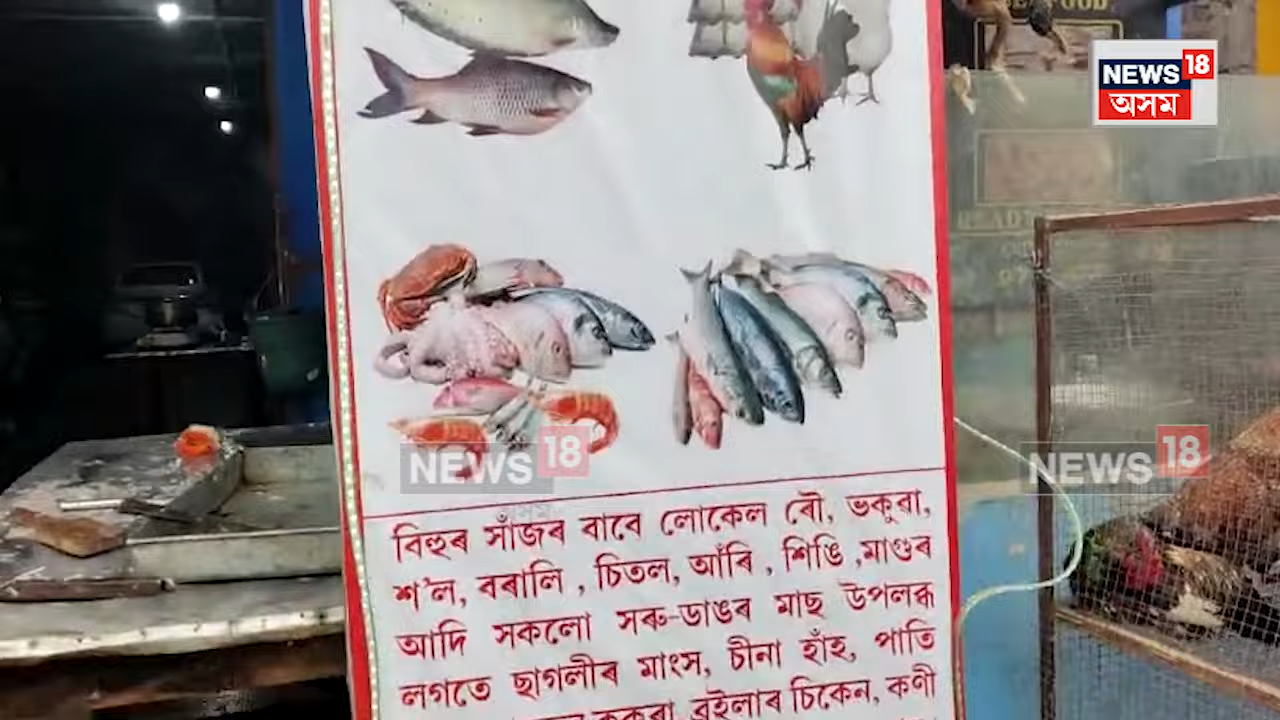 NEWS 18
অসম
NEWS 18
NEWS 18
বিহুৰ সাঁজৰ বাবে লোকেল ৰৌ, ভকুৱা,
শ'ল, বৰালি , চিতল, আঁৰি , শিঙি ,মাগুৰ
আদি সকলো সৰু-ডাঙৰ মাছ উপলব্ধ
লগতে ছাগলীৰ মাংস, চীনা হাঁহ, পাতি
কুকুৰা, ব্ৰইলাৰ চিকেন, কণী